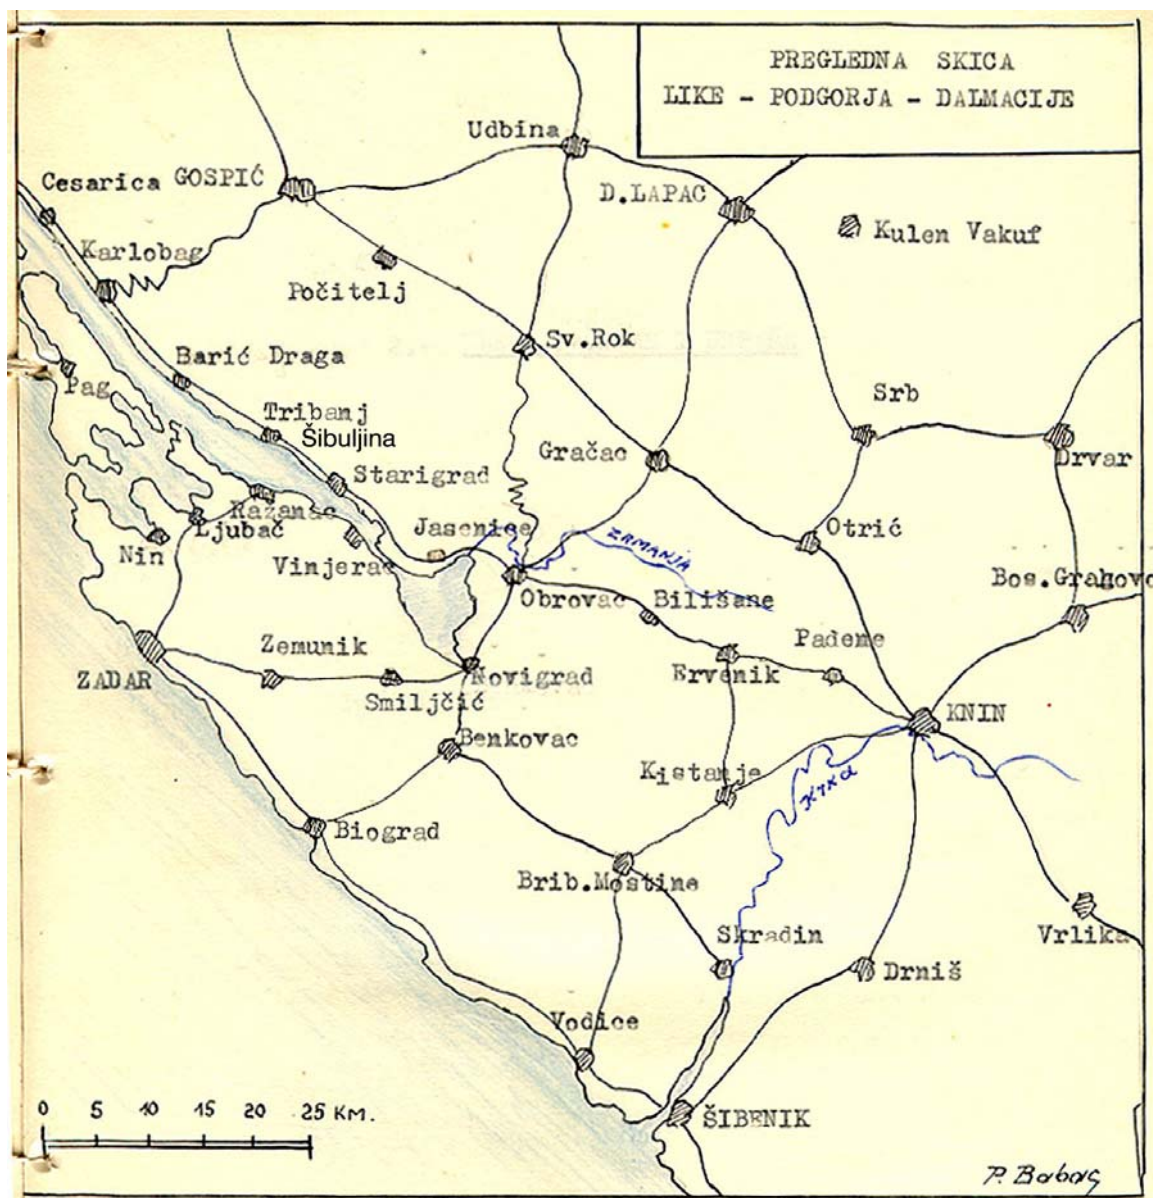 PREGLEDNA SKICA
LIKE - PODGORJA - DALMACIJE
Udbina
Cesarica
GOSPIĆ
D.LAPAC
Kulen Vakuf
Karlobag
Počitelj
Sv.Rok
Barić Draga
Pag
Srb
Tribanj
Šibuljina
Gračac
Drvar
Starigrad
Ražanac
Ljubač
Jasenice
Otrić
Nin
Vinjerac
ZRMANJA
Bos.Grahovo
Obrovac
Bilišane
Zemunik
Pađeme
ZADAR
Novigrad
Ervenik
Smiljčić
KNIN
Benkovac
Kistanje
Krka
Biograd
Brib.Mostine
Skradin
Vrlika
Drniš
Vodice
0 5 10 15 20 25 KM.
ŠIBENIK
P. Babac